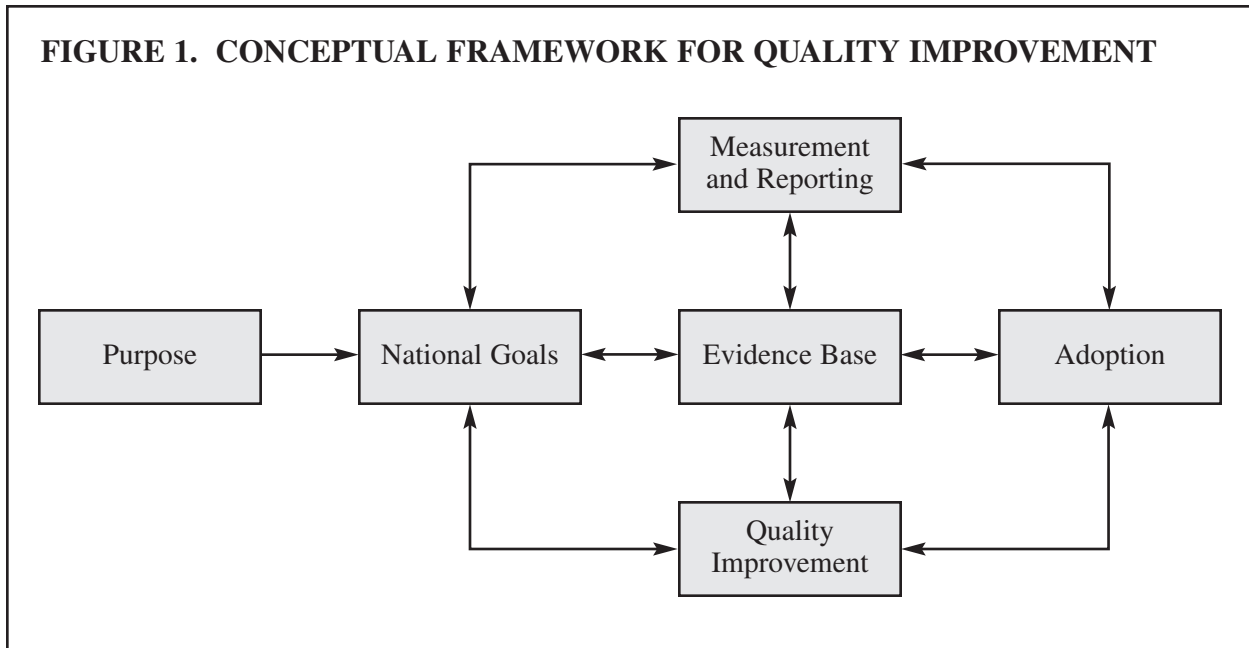 FIGURE 1. CONCEPTUAL FRAMEWORK FOR QUALITY IMPROVEMENT
Measurement
and Reporting
Purpose
National Goals
Evidence Base
Adoption
Quality
Improvement